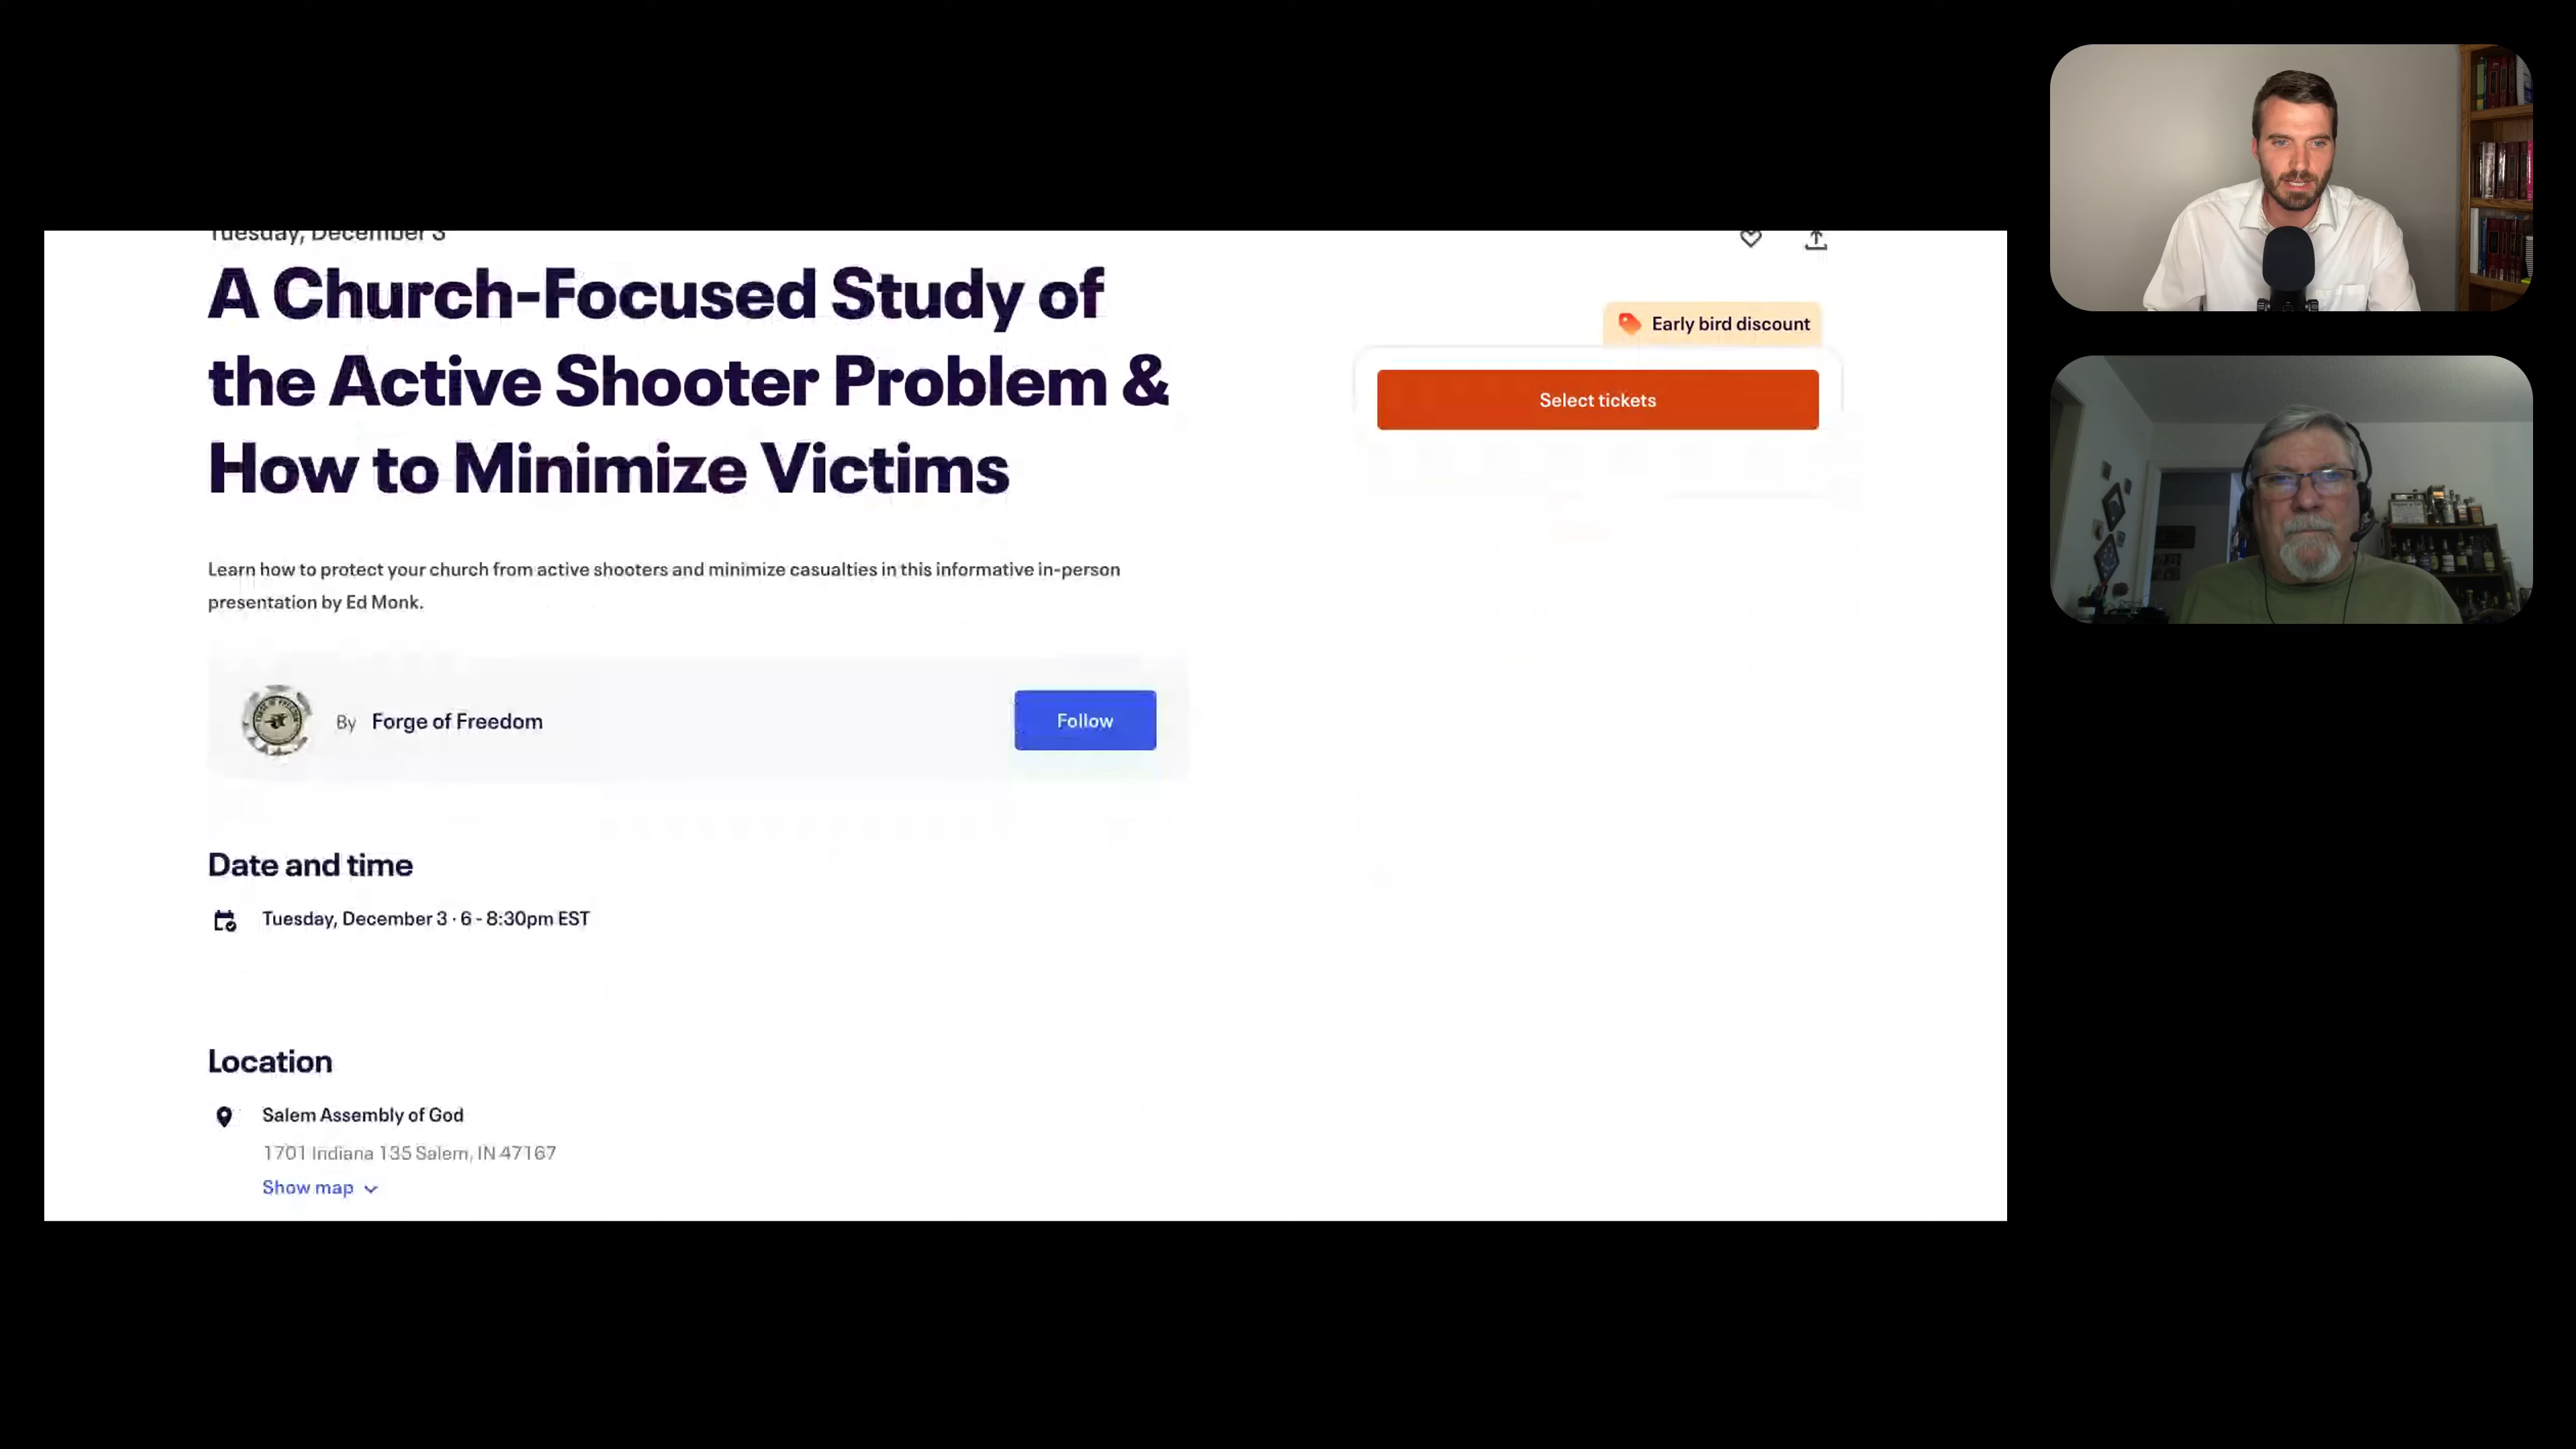 Tuesday, December 3
A Church-Focused Study of
the Active Shooter Problem &
How to Minimize Victims
Early bird discount
Select tickets
Learn how to protect your church from active shooters and minimize casualties in this informative in-person
presentation by Ed Monk.
By Forge of Freedom
Follow
Date and time
Tuesday, December 3 · 6 - 8:30pm EST
Location
Salem Assembly of God
1701 Indiana 135 Salem, IN 47167
Show map